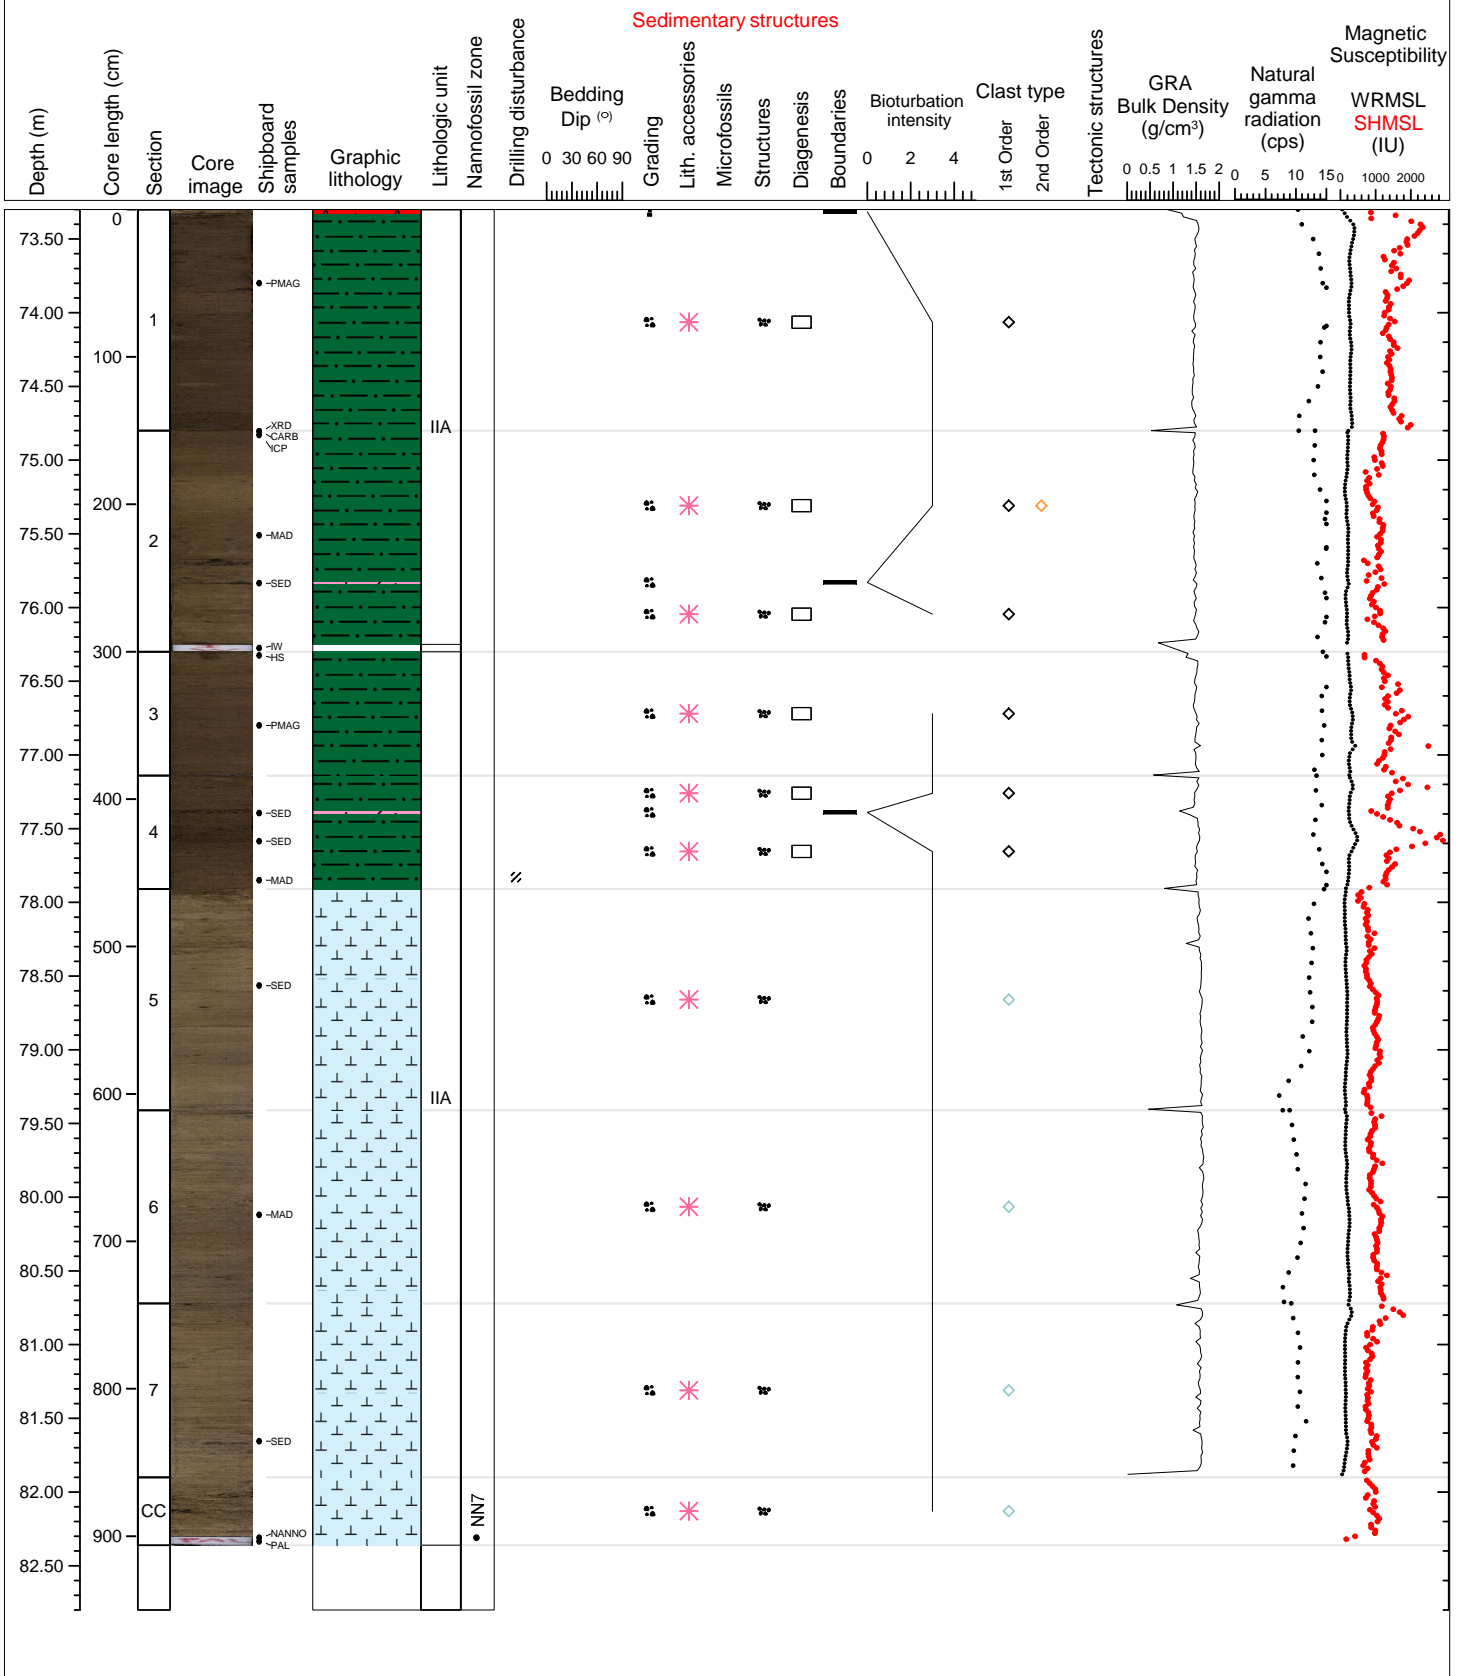 Sedimentary structures
Depth (m)
Core length (cm)
Section
Core
image
Shipboard
samples
Graphic
lithology
Lithologic unit
Nannofossil zone
Drilling disturbance
Bedding
Dip (o)
0 30 60 90
Grading
Lith. accessories
Microfossils
Structures
Diagenesis
Boundaries
Bioturbation
intensity
0 2 4
Clast type
1st Order
2nd Order
Tectonic structures
GRA
Bulk Density
(g/cm³)
0 0.5 1 1.5 2
Natural
gamma
radiation
(cps)
0 5 10 15
Magnetic
Susceptibility
WRMSL
SHMSL
(IU)
0 1000 2000
0
73.50
PMAG
74.00
1
100
74.50
XRD
IIA
CARB
ICP
75.00
200
75.50
MAD
2
SED
76.00
IW
300
HS
76.50
3
PMAG
77.00
400
SED
77.50
4
SED
MAD
78.00
500
78.50
SED
5
79.00
600
IIA
79.50
80.00
6
MAD
700
80.50
81.00
800
7
81.50
SED
82.00
CC
NN7
900
NANNO
PAL
82.50